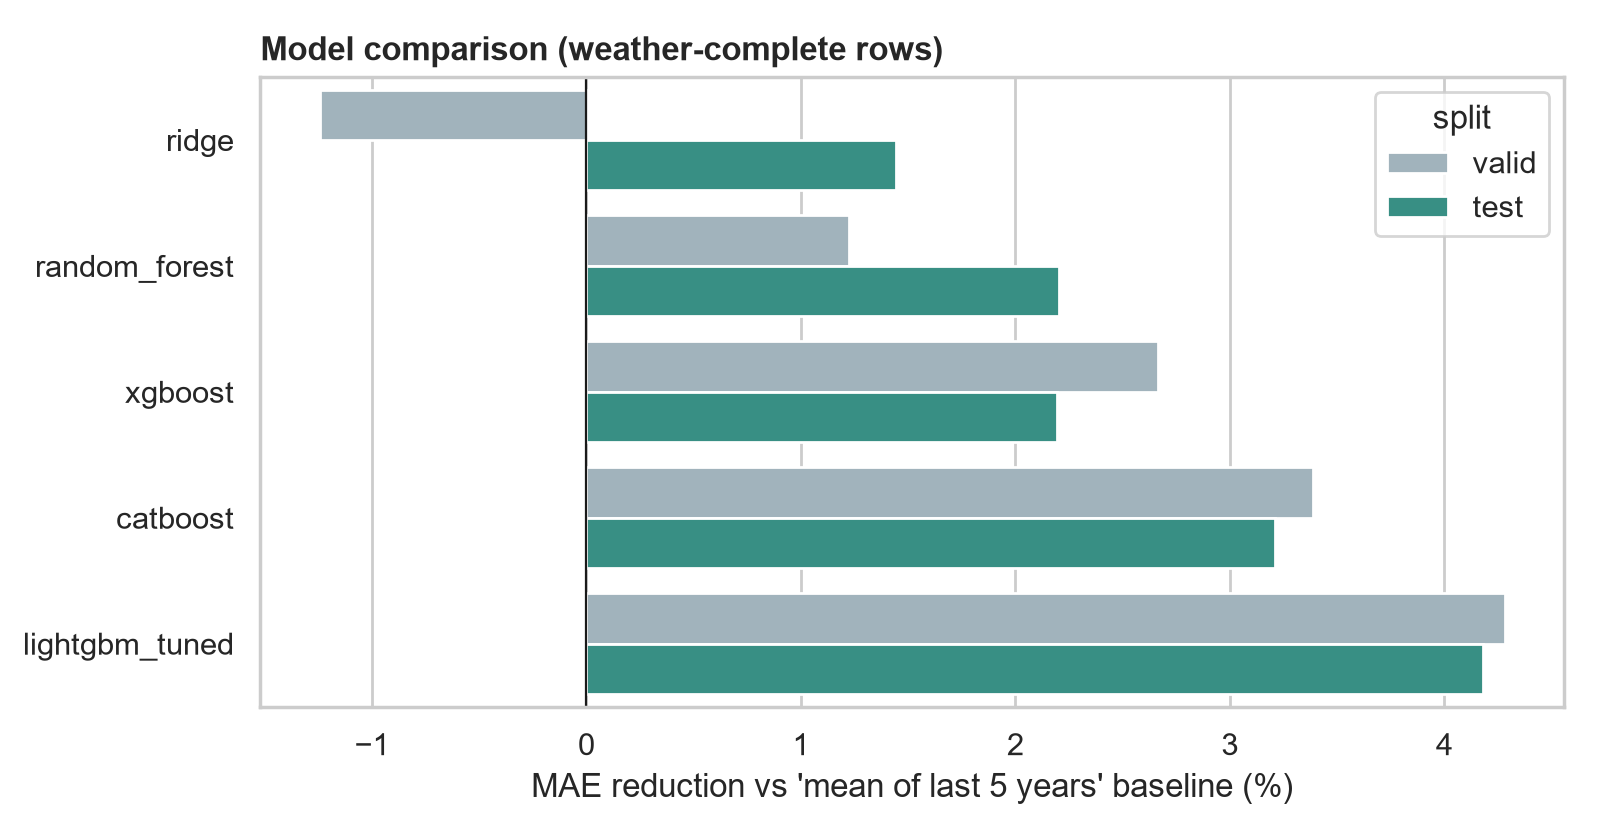 Model comparison (weather-complete rows)
split
valid
test
ridge
random_forest
xgboost
catboost
lightgbm_tuned
−1 0 1 2 3 4
MAE reduction vs 'mean of last 5 years' baseline (%)